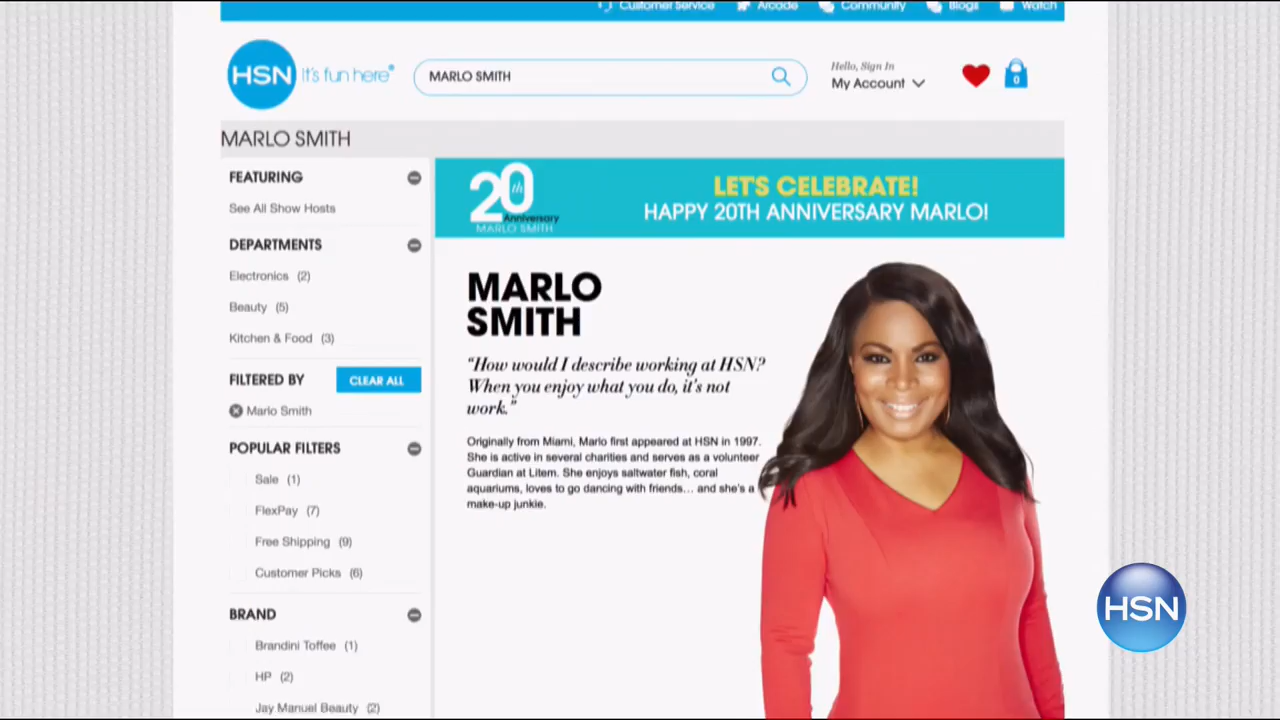 Customer Service Arcade Community Blogs Watch
HSN It's fun here®
MARLO SMITH
Hello, Sign In
My Account
0
MARLO SMITH
FEATURING
See All Show Hosts
DEPARTMENTS
Electronics (2)
Beauty (5)
Kitchen & Food (3)
FILTERED BY CLEAR ALL
Marlo Smith
POPULAR FILTERS
Sale (1)
FlexPay (7)
Free Shipping (9)
Customer Picks (6)
BRAND
Brandini Toffee (1)
HP (2)
Jay Manuel Beauty (2)
20th
Anniversary
MARLO SMITH
LET'S CELEBRATE!
HAPPY 20TH ANNIVERSARY MARLO!
MARLO
SMITH
“How would I describe working at HSN?
When you enjoy what you do, it's not
work.”
Originally from Miami, Marlo first appeared at HSN in 1997.
She is active in several charities and serves as a volunteer
Guardian at Litem. She enjoys saltwater fish, coral
aquariums, loves to go dancing with friends... and she's a
make-up junkie.
HSN